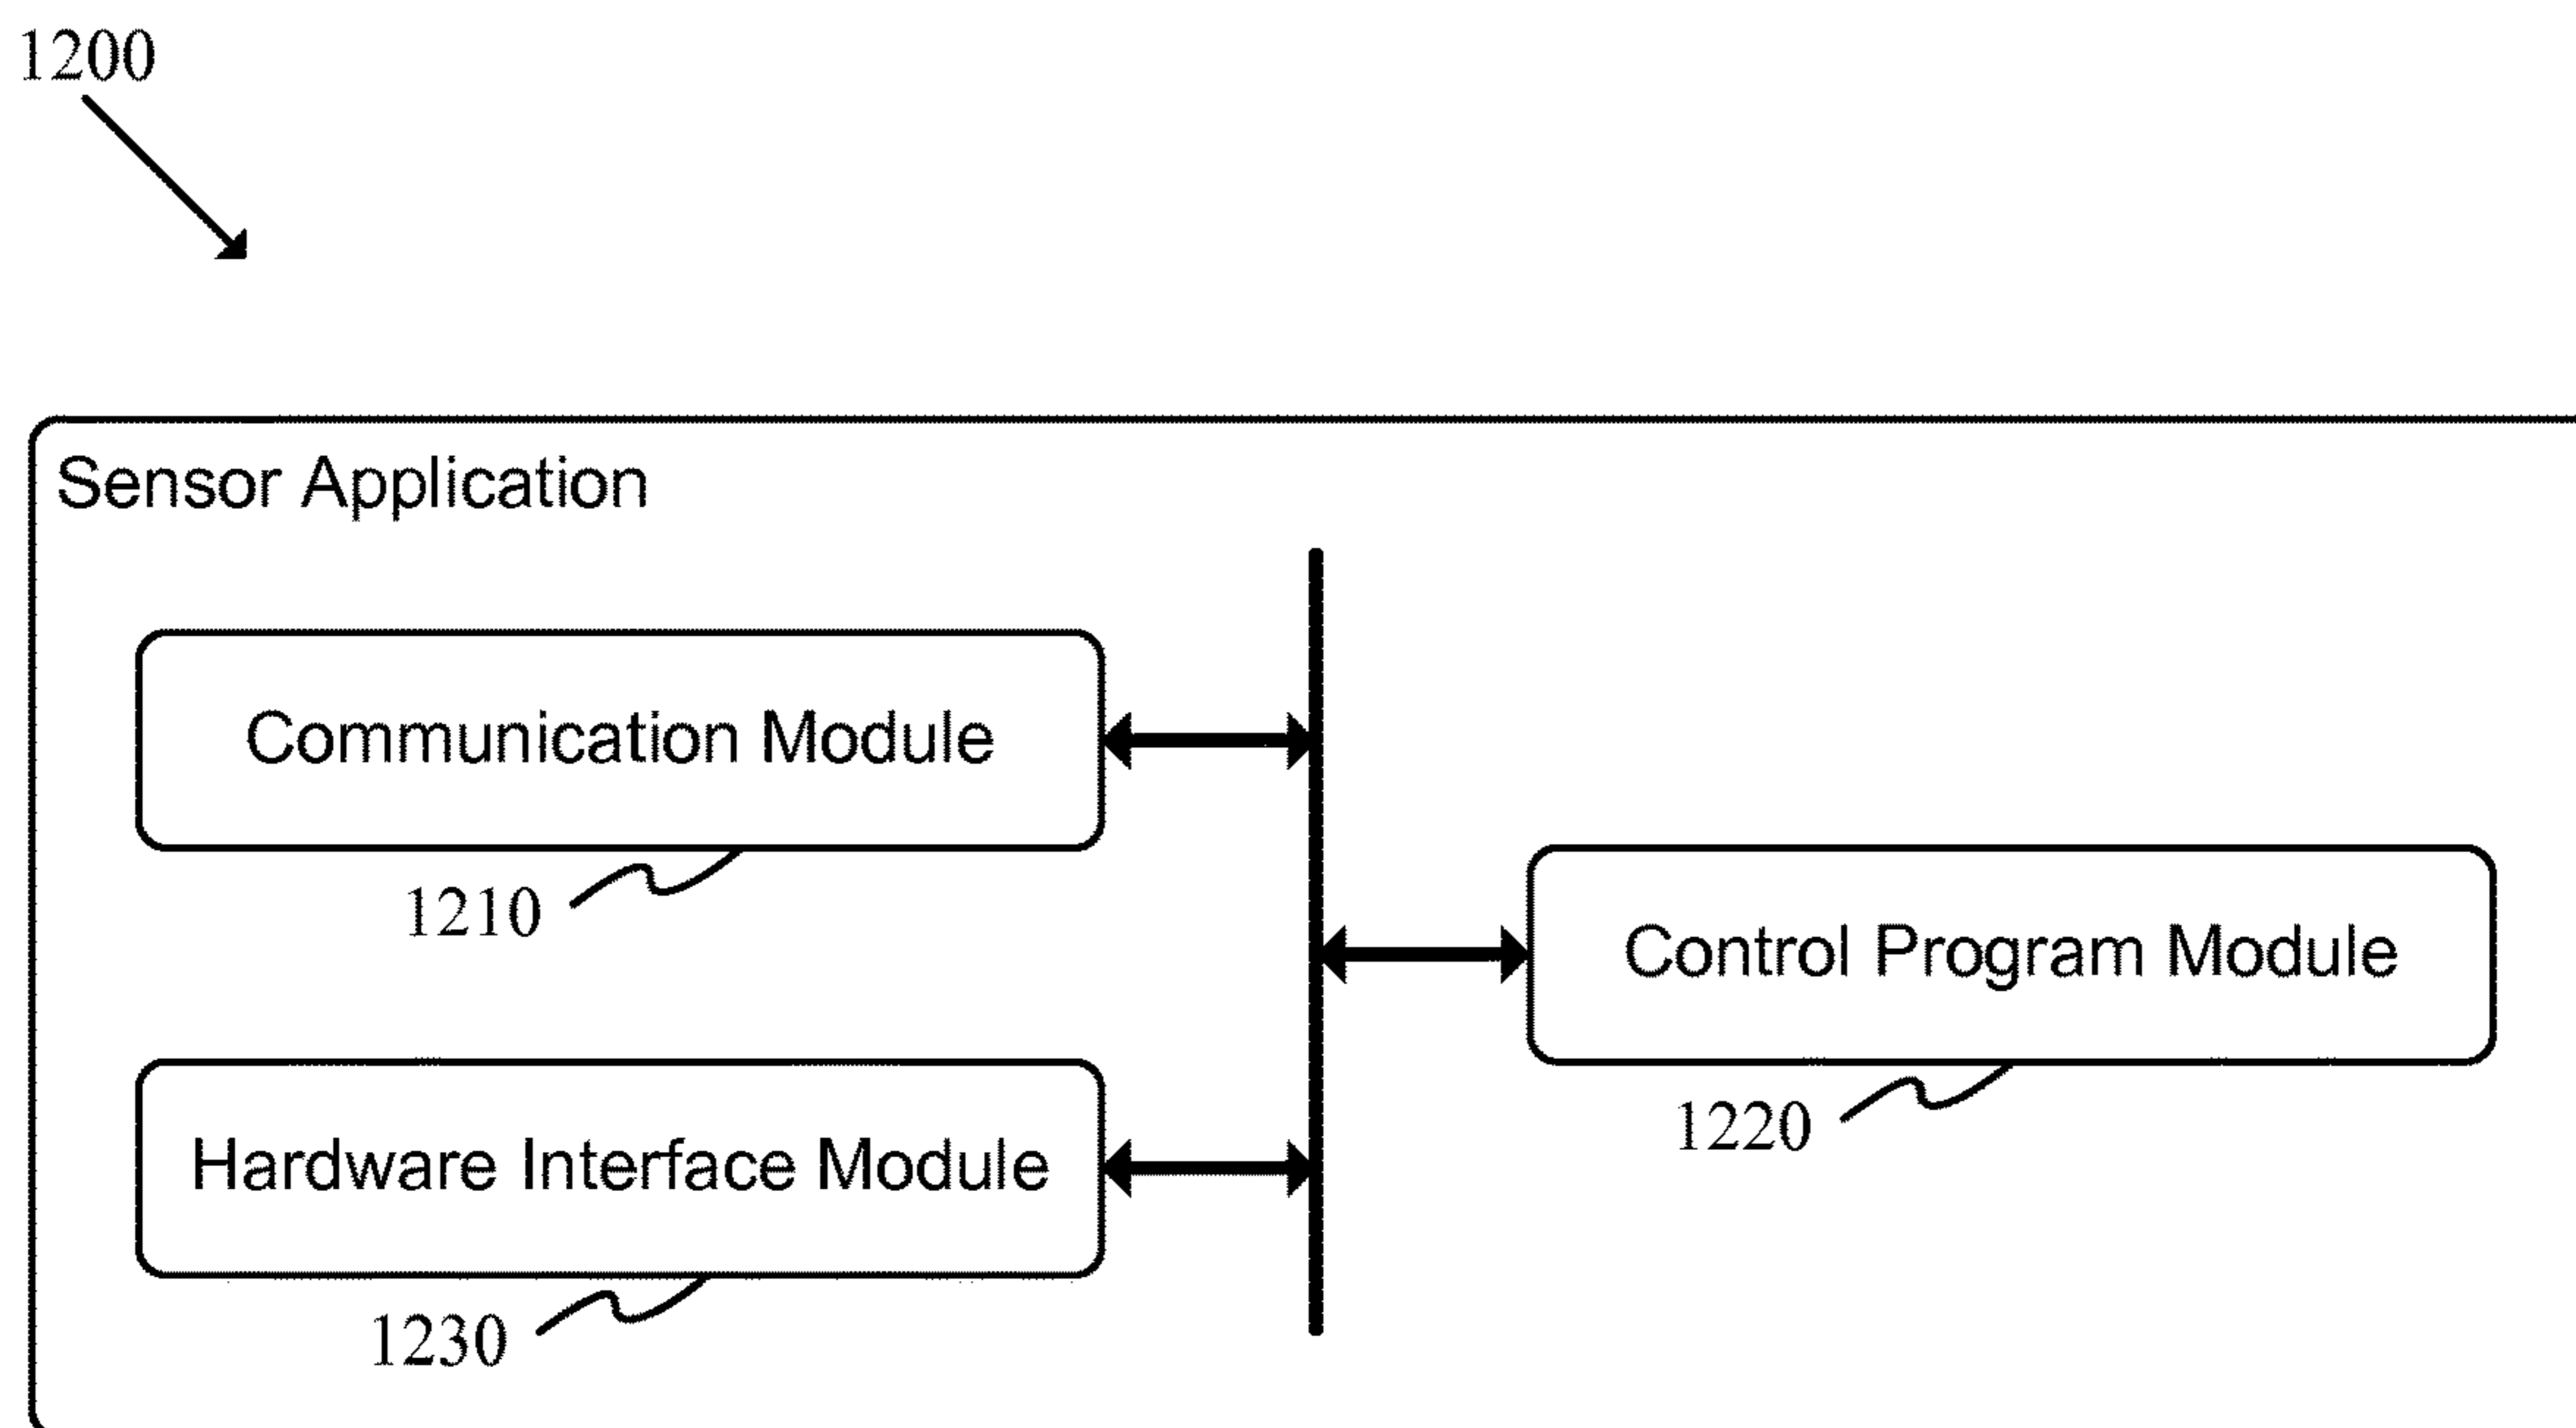 1200
Sensor Application
Communication Module
1210
Control Program Module
1220
Hardware Interface Module
1230